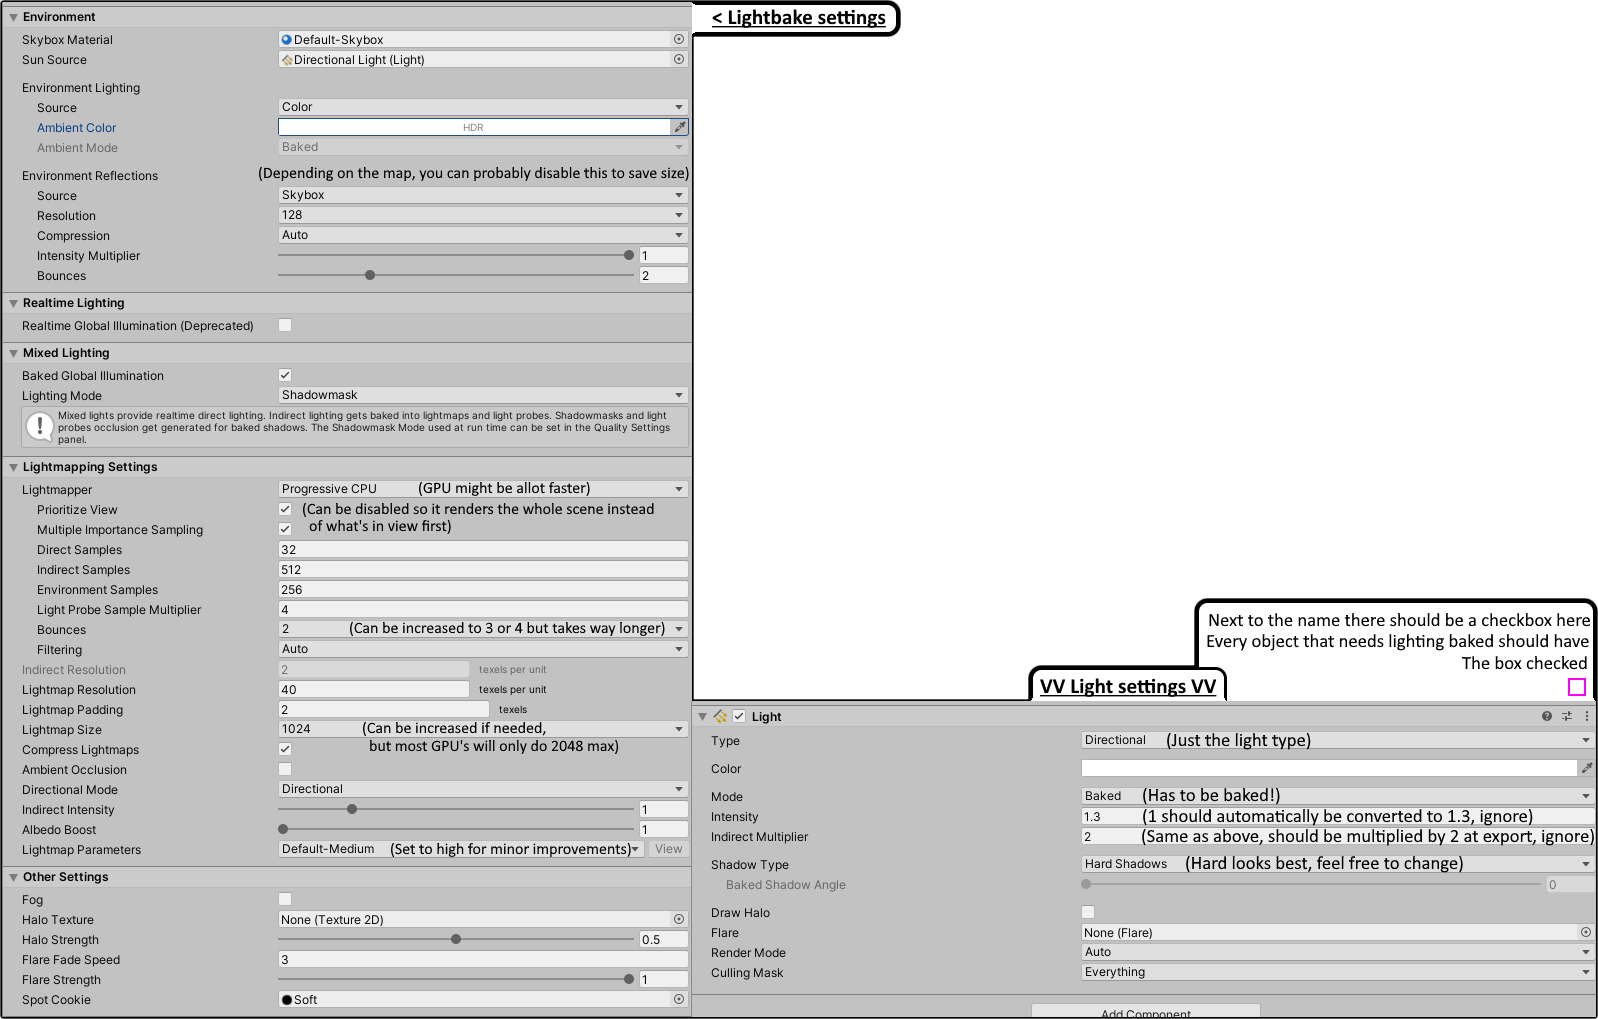 Environment
< Lightbake settings
Skybox Material Default-Skybox
Sun Source Directional Light (Light)
Environment Lighting
Source Color
Ambient Color HDR
Ambient Mode Baked
Environment Reflections (Depending on the map, you can probably disable this to save size)
Source Skybox
Resolution 128
Compression Auto
Intensity Multiplier 1
Bounces 2
Realtime Lighting
Realtime Global Illumination (Deprecated)
Mixed Lighting
Baked Global Illumination
Lighting Mode Shadowmask
Mixed lights provide realtime direct lighting. Indirect lighting gets baked into lightmaps and light probes. Shadowmasks and light
probes occlusion get generated for baked shadows. The Shadowmask Mode used at run time can be set in the Quality Settings
panel.
Lightmapping Settings
Lightmapper Progressive CPU (GPU might be allot faster)
Prioritize View (Can be disabled so it renders the whole scene instead
Multiple Importance Sampling of what's in view first)
Direct Samples 32
Indirect Samples 512
Environment Samples 256
Light Probe Sample Multiplier 4
Bounces 2 (Can be increased to 3 or 4 but takes way longer)
Filtering Auto
Indirect Resolution 2 texels per unit
Lightmap Resolution 40 texels per unit
Lightmap Padding 2 texels
Lightmap Size 1024 (Can be increased if needed,
Compress Lightmaps but most GPU's will only do 2048 max)
Ambient Occlusion
Directional Mode Directional
Indirect Intensity 1
Albedo Boost 1
Lightmap Parameters Default-Medium (Set to high for minor improvements) View
Other Settings
Fog
Halo Texture None (Texture 2D)
Halo Strength 0.5
Flare Fade Speed 3
Flare Strength 1
Spot Cookie Soft
Next to the name there should be a checkbox here
Every object that needs lighting baked should have
The box checked
VV Light settings VV
Light
Type Directional (Just the light type)
Color
Mode Baked (Has to be baked!)
Intensity 1.3 (1 should automatically be converted to 1.3, ignore)
Indirect Multiplier 2 (Same as above, should be multiplied by 2 at export, ignore)
Shadow Type Hard Shadows (Hard looks best, feel free to change)
Baked Shadow Angle 0
Draw Halo
Flare None (Flare)
Render Mode Auto
Culling Mask Everything
Add Component